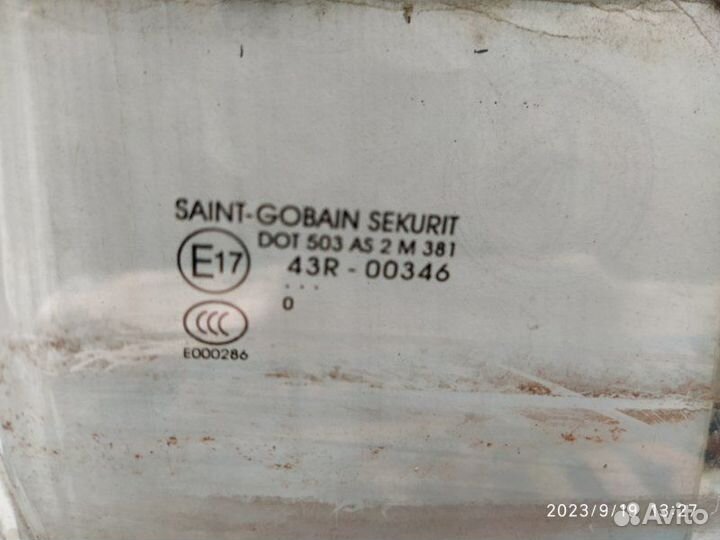 SAINT-GOBAIN SEKURIT
DOT 503 AS 2 M 381
E17
43R - 00346
...
0
CCC
E000286
2023/9/19 13:27
Avito